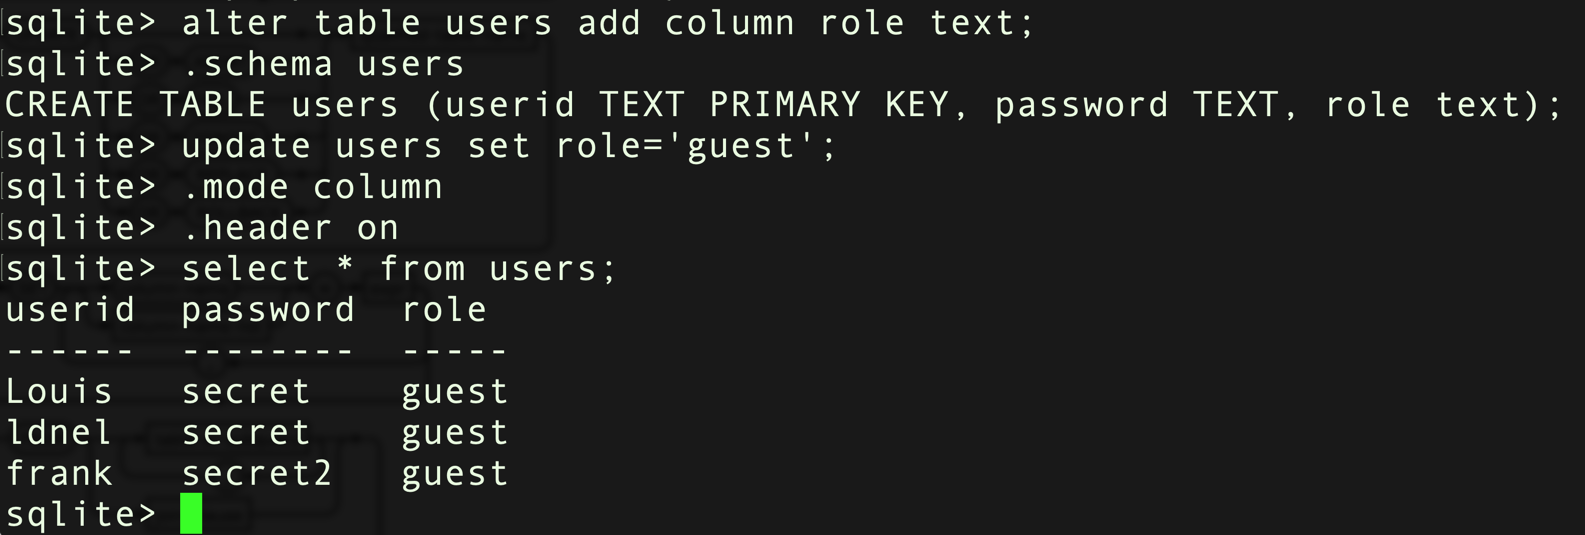 sqlite> alter table users add column role text;
sqlite> .schema users
CREATE TABLE users (userid TEXT PRIMARY KEY, password TEXT, role text);
sqlite> update users set role='guest';
sqlite> .mode column
sqlite> .header on
sqlite> select * from users;
userid  password  role
------  --------  -----
Louis   secret    guest
ldnel   secret    guest
frank   secret2   guest
sqlite>